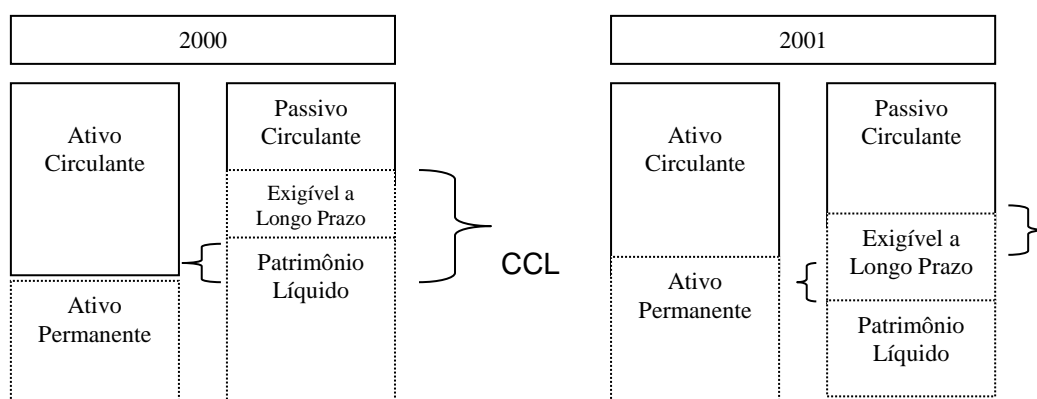 2000
Ativo
Circulante
Ativo
Permanente
Passivo
Circulante
Exigível a
Longo Prazo
Patrimônio
Líquido
CCL
2001
Ativo
Circulante
Ativo
Permanente
Passivo
Circulante
Exigível a
Longo Prazo
Patrimônio
Líquido